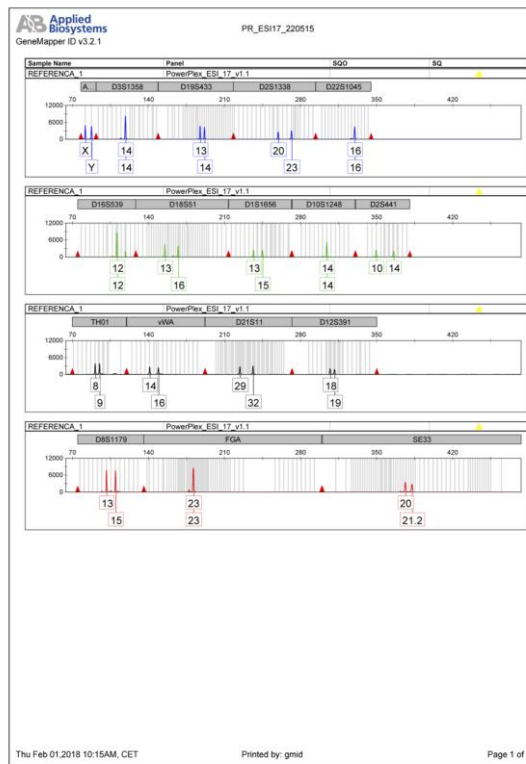 AB Applied Biosystems
PR_ESI17_220515
GeneMapper ID v3.2.1
Sample Name Panel SQO SQ
REFERENCA_1 PowerPlex_ESI_17_v1.1
A... D3S1358 D19S433 D2S1338 D22S1045
70 140 210 280 350 420
12000
6000
0
X 14 13 20 16
Y 14 14 23 16
REFERENCA_1 PowerPlex_ESI_17_v1.1
D16S539 D18S51 D1S1656 D10S1248 D2S441
70 140 210 280 350 420
12000
6000
0
12 13 13 14 10 14
12 16 15 14
REFERENCA_1 PowerPlex_ESI_17_v1.1
TH01 vWA D21S11 D12S391
70 140 210 280 350 420
12000
6000
0
8 14 29 18
9 16 32 19
REFERENCA_1 PowerPlex_ESI_17_v1.1
D8S1179 FGA SE33
70 140 210 280 350 420
12000
6000
0
13 23 20
15 23 21.2
Thu Feb 01,2018 10:15AM, CET Printed by: gmid Page 1 of